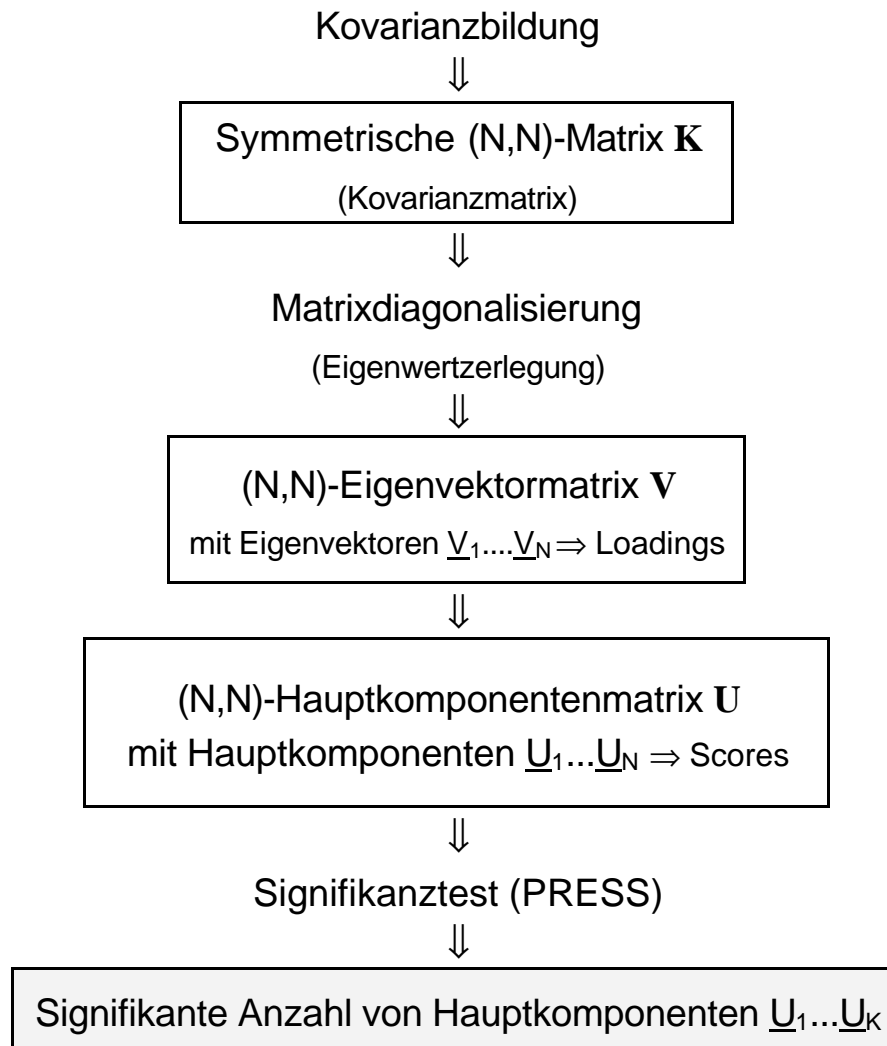 Kovarianzbildung
⇓
Symmetrische (N,N)-Matrix K
(Kovarianzmatrix)
⇓
Matrixdiagonalisierung
(Eigenwertzerlegung)
⇓
(N,N)-Eigenvektormatrix V
mit Eigenvektoren V1....VN ⇒ Loadings
⇓
(N,N)-Hauptkomponentenmatrix U
mit Hauptkomponenten U1...UN ⇒ Scores
⇓
Signifikanztest (PRESS)
⇓
Signifikante Anzahl von Hauptkomponenten U1...UK